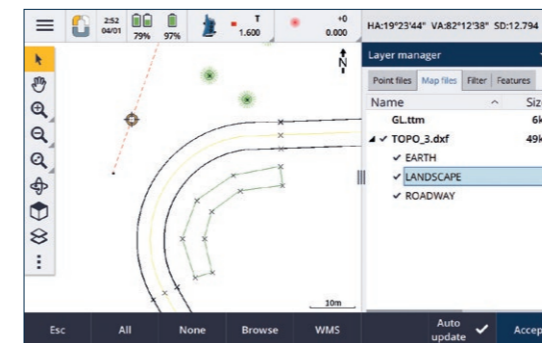 2:52
04/01
79%
97%
T
1.600
+0
0.000
HA:19°23'44" VA:82°12'38" SD:12.794
N
Layer manager
Point files Map files Filter Features
Name Siz
GL.ttm 6k
TOPO_3.dxf 49k
EARTH
LANDSCAPE
ROADWAY
10m
Esc All None Browse WMS Auto update Accep